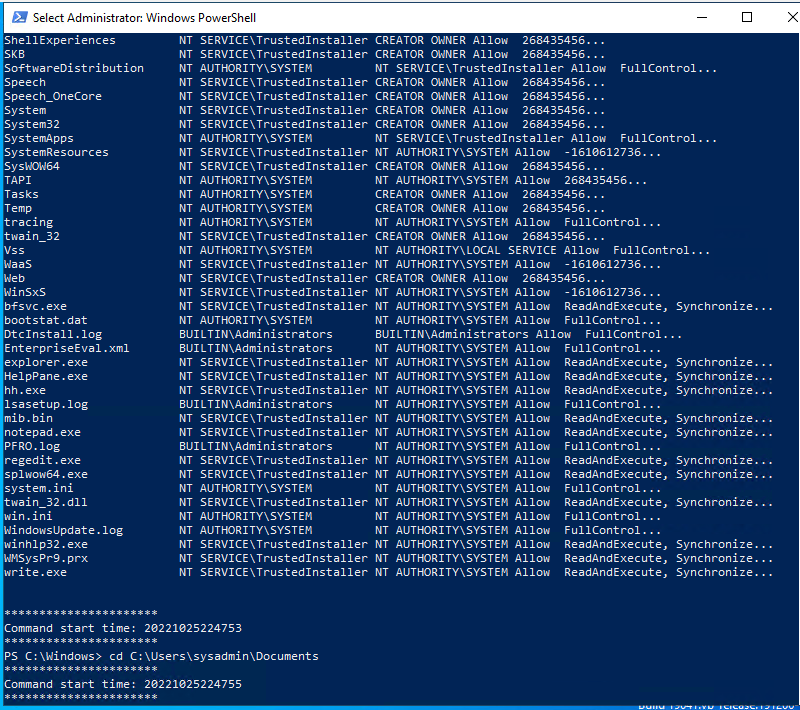 Select Administrator: Windows PowerShell
ShellExperiences NT SERVICE\TrustedInstaller CREATOR OWNER Allow 268435456...
SKB NT SERVICE\TrustedInstaller CREATOR OWNER Allow 268435456...
SoftwareDistribution NT AUTHORITY\SYSTEM NT SERVICE\TrustedInstaller Allow FullControl...
Speech NT SERVICE\TrustedInstaller CREATOR OWNER Allow 268435456...
Speech_OneCore NT SERVICE\TrustedInstaller CREATOR OWNER Allow 268435456...
System NT SERVICE\TrustedInstaller CREATOR OWNER Allow 268435456...
System32 NT SERVICE\TrustedInstaller CREATOR OWNER Allow 268435456...
SystemApps NT AUTHORITY\SYSTEM NT SERVICE\TrustedInstaller Allow FullControl...
SystemResources NT SERVICE\TrustedInstaller NT AUTHORITY\SYSTEM Allow -1610612736...
SysWOW64 NT SERVICE\TrustedInstaller CREATOR OWNER Allow 268435456...
TAPI NT AUTHORITY\SYSTEM NT AUTHORITY\SYSTEM Allow 268435456...
Tasks NT AUTHORITY\SYSTEM CREATOR OWNER Allow 268435456...
Temp NT AUTHORITY\SYSTEM CREATOR OWNER Allow 268435456...
tracing NT AUTHORITY\SYSTEM NT AUTHORITY\SYSTEM Allow FullControl...
twain_32 NT SERVICE\TrustedInstaller CREATOR OWNER Allow 268435456...
Vss NT AUTHORITY\SYSTEM NT AUTHORITY\LOCAL SERVICE Allow FullControl...
WaaS NT SERVICE\TrustedInstaller NT AUTHORITY\SYSTEM Allow -1610612736...
Web NT SERVICE\TrustedInstaller CREATOR OWNER Allow 268435456...
WinSxS NT SERVICE\TrustedInstaller NT AUTHORITY\SYSTEM Allow -1610612736...
bfsvc.exe NT SERVICE\TrustedInstaller NT AUTHORITY\SYSTEM Allow ReadAndExecute, Synchronize...
bootstat.dat NT AUTHORITY\SYSTEM NT AUTHORITY\SYSTEM Allow FullControl...
DtcInstall.log BUILTIN\Administrators BUILTIN\Administrators Allow FullControl...
EnterpriseEval.xml BUILTIN\Administrators NT AUTHORITY\SYSTEM Allow FullControl...
explorer.exe NT SERVICE\TrustedInstaller NT AUTHORITY\SYSTEM Allow ReadAndExecute, Synchronize...
HelpPane.exe NT SERVICE\TrustedInstaller NT AUTHORITY\SYSTEM Allow ReadAndExecute, Synchronize...
hh.exe NT SERVICE\TrustedInstaller NT AUTHORITY\SYSTEM Allow ReadAndExecute, Synchronize...
lsasetup.log BUILTIN\Administrators NT AUTHORITY\SYSTEM Allow FullControl...
mib.bin NT SERVICE\TrustedInstaller NT AUTHORITY\SYSTEM Allow ReadAndExecute, Synchronize...
notepad.exe NT SERVICE\TrustedInstaller NT AUTHORITY\SYSTEM Allow ReadAndExecute, Synchronize...
PFRO.log BUILTIN\Administrators NT AUTHORITY\SYSTEM Allow FullControl...
regedit.exe NT SERVICE\TrustedInstaller NT AUTHORITY\SYSTEM Allow ReadAndExecute, Synchronize...
splwow64.exe NT SERVICE\TrustedInstaller NT AUTHORITY\SYSTEM Allow ReadAndExecute, Synchronize...
system.ini NT AUTHORITY\SYSTEM NT AUTHORITY\SYSTEM Allow FullControl...
twain_32.dll NT SERVICE\TrustedInstaller NT AUTHORITY\SYSTEM Allow ReadAndExecute, Synchronize...
win.ini NT AUTHORITY\SYSTEM NT AUTHORITY\SYSTEM Allow FullControl...
WindowsUpdate.log NT AUTHORITY\SYSTEM NT AUTHORITY\SYSTEM Allow FullControl...
winhlp32.exe NT SERVICE\TrustedInstaller NT AUTHORITY\SYSTEM Allow ReadAndExecute, Synchronize...
WMSysPr9.prx NT SERVICE\TrustedInstaller NT AUTHORITY\SYSTEM Allow ReadAndExecute, Synchronize...
write.exe NT SERVICE\TrustedInstaller NT AUTHORITY\SYSTEM Allow ReadAndExecute, Synchronize...
**********************
Command start time: 20221025224753
**********************
PS C:\Windows> cd C:\Users\sysadmin\Documents
**********************
Command start time: 20221025224755
**********************